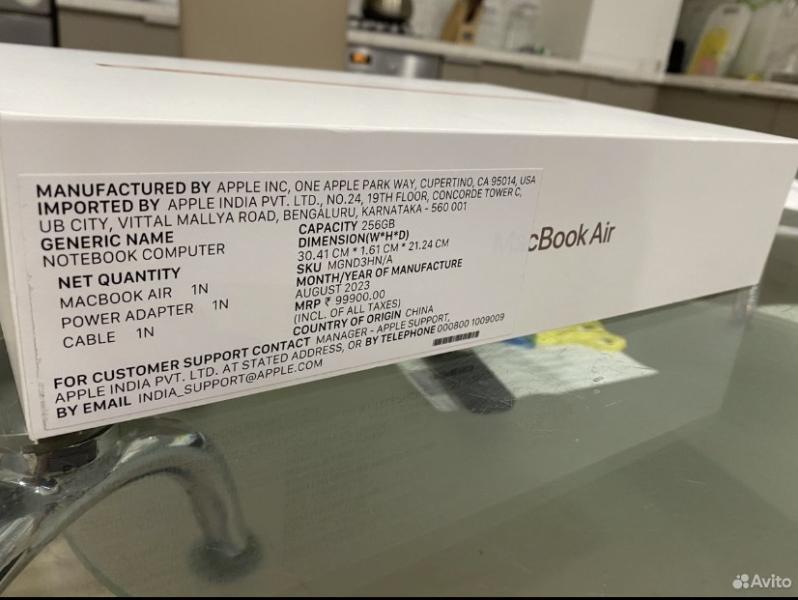 MANUFACTURED BY APPLE INC, ONE APPLE PARK WAY, CUPERTINO, CA 95014, USA
IMPORTED BY APPLE INDIA PVT. LTD., NO.24, 19TH FLOOR, CONCORDE TOWER C,
UB CITY, VITTAL MALLYA ROAD, BENGALURU, KARNATAKA - 560 001
GENERIC NAME
NOTEBOOK COMPUTER
NET QUANTITY
MACBOOK AIR 1N
POWER ADAPTER 1N
CABLE 1N
CAPACITY 256GB
DIMENSION(W*H*D)
30.41 CM * 1.61 CM * 21.24 CM
SKU MGND3HN/A
MONTH/YEAR OF MANUFACTURE
AUGUST 2023
MRP ₹ 99900.00
(INCL. OF ALL TAXES)
COUNTRY OF ORIGIN CHINA
FOR CUSTOMER SUPPORT CONTACT MANAGER - APPLE SUPPORT,
APPLE INDIA PVT. LTD. AT STATED ADDRESS, OR BY TELEPHONE 000800 1009009
BY EMAIL INDIA_SUPPORT@APPLE.COM
MacBook Air
Avito